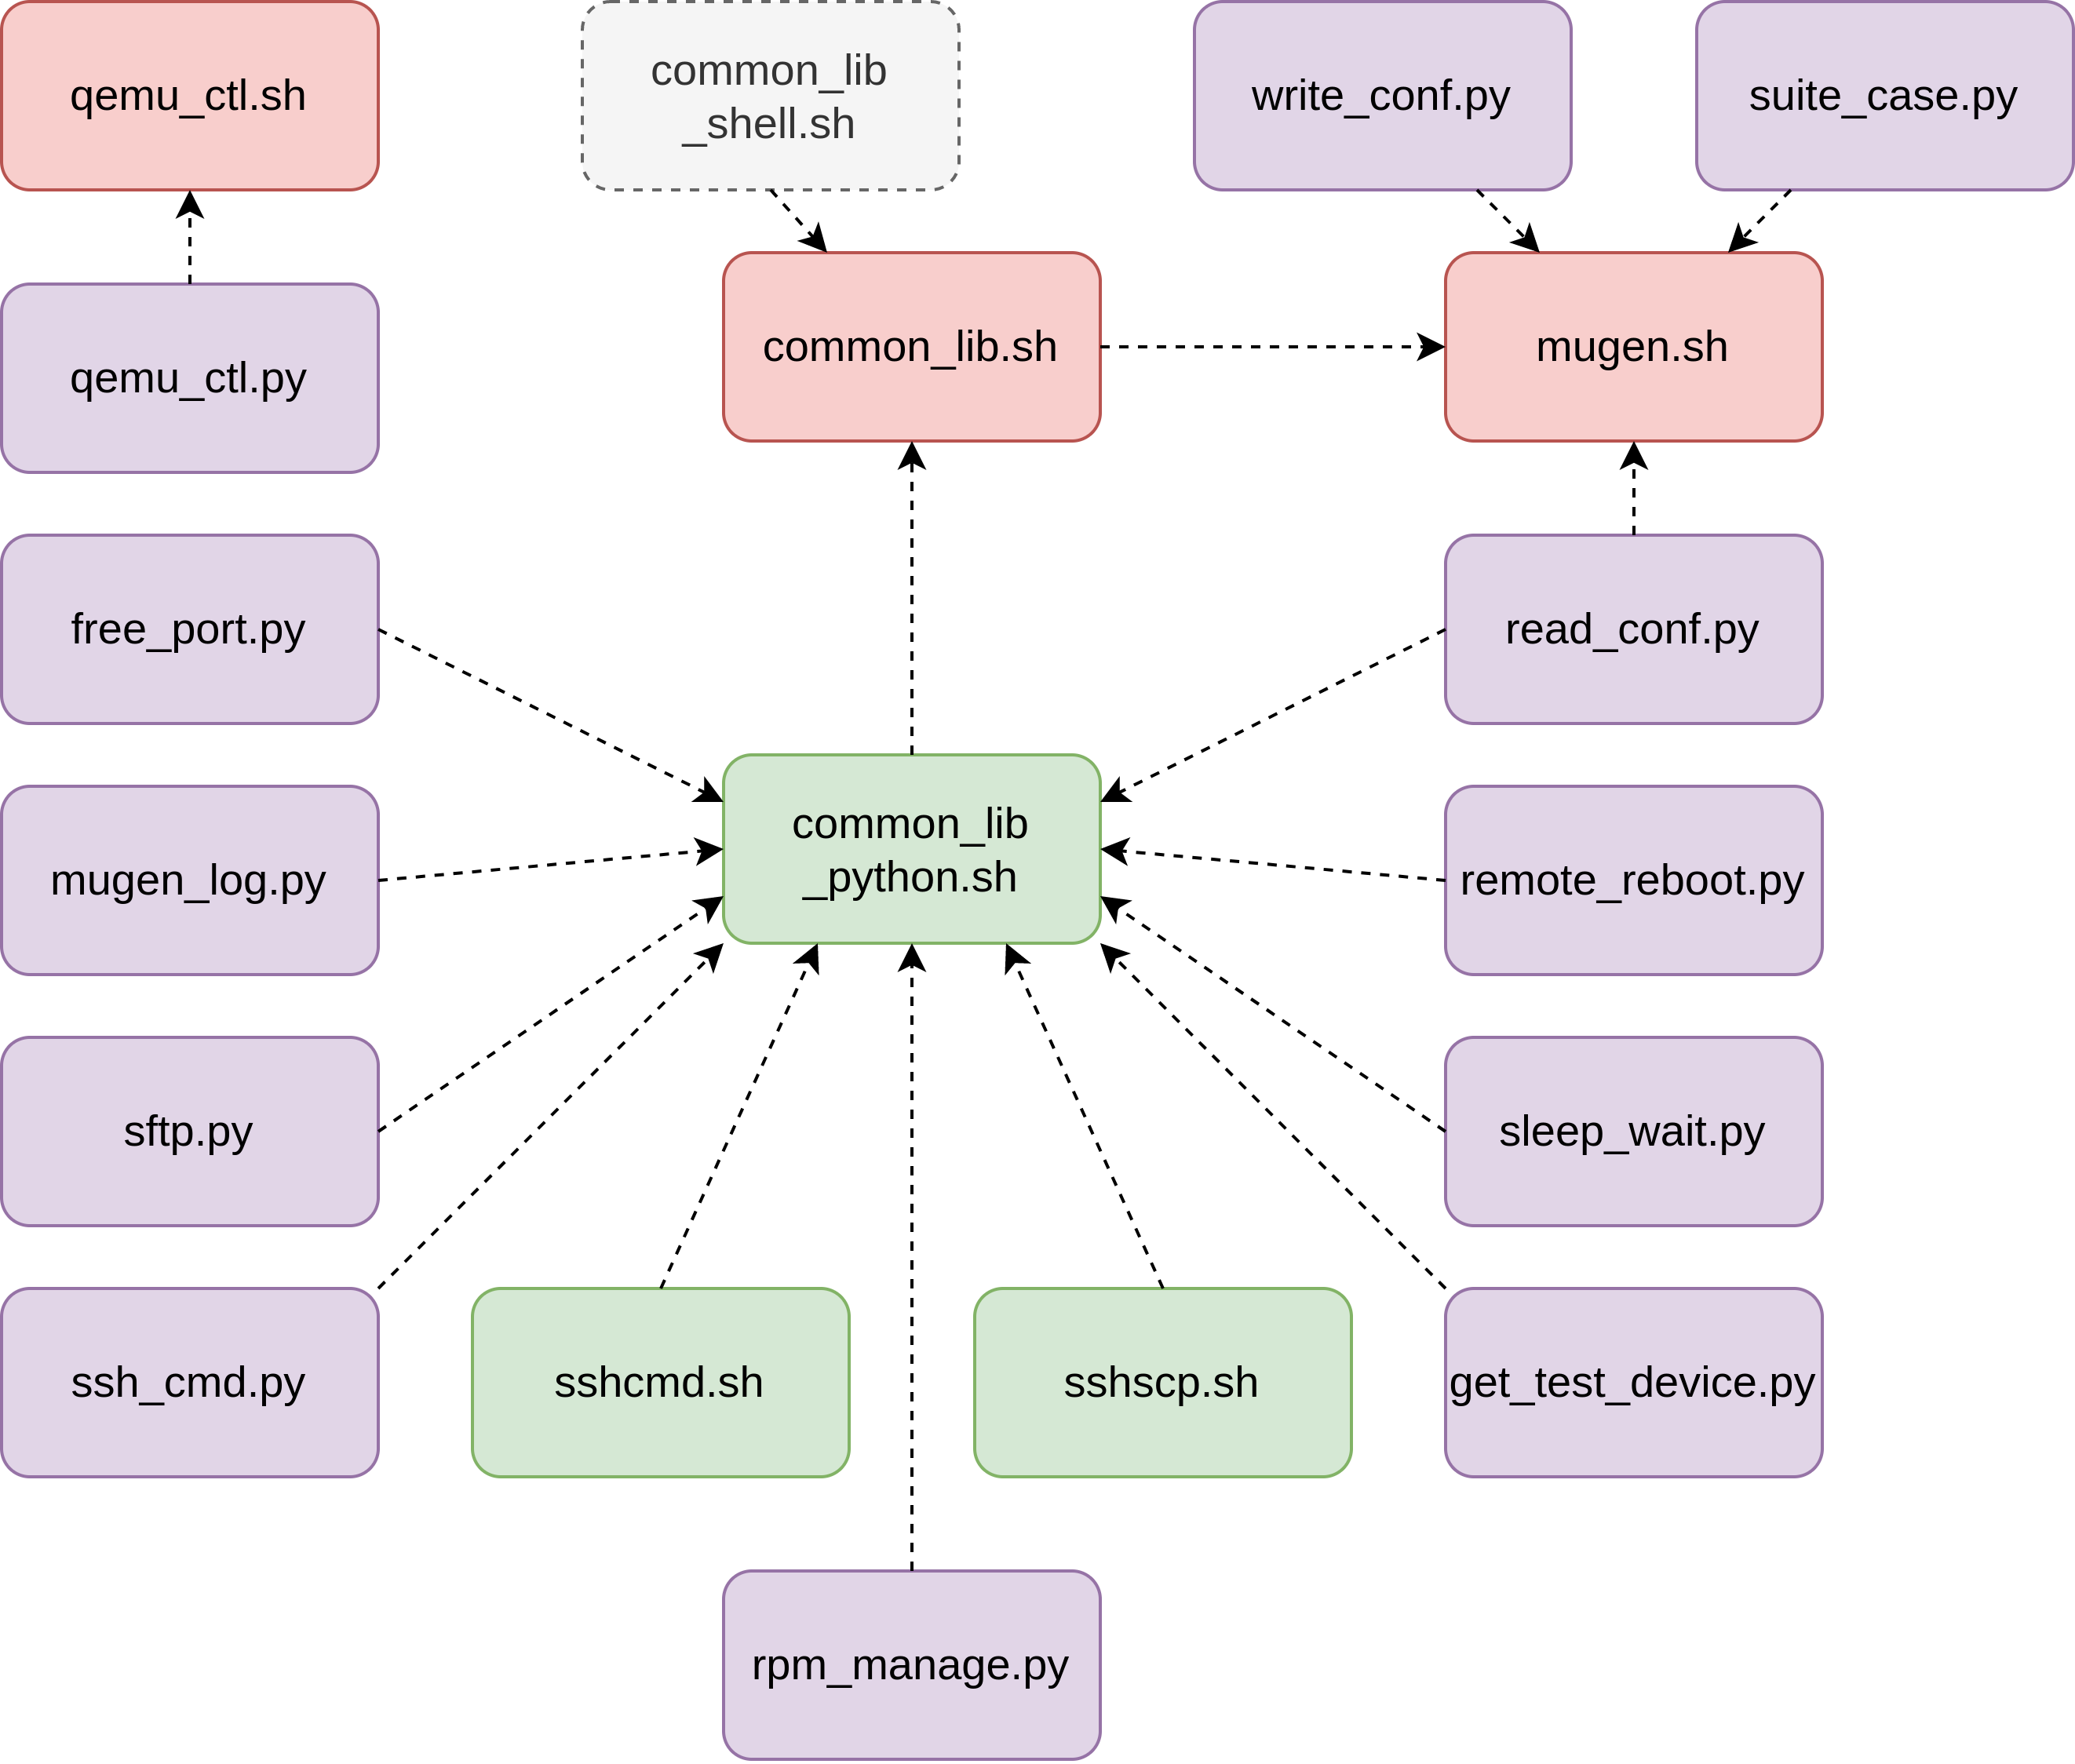 qemu_ctl.sh
common_lib
_shell.sh
write_conf.py
suite_case.py
qemu_ctl.py
common_lib.sh
mugen.sh
free_port.py
read_conf.py
mugen_log.py
common_lib
_python.sh
remote_reboot.py
sftp.py
sleep_wait.py
ssh_cmd.py
sshcmd.sh
sshscp.sh
get_test_device.py
rpm_manage.py